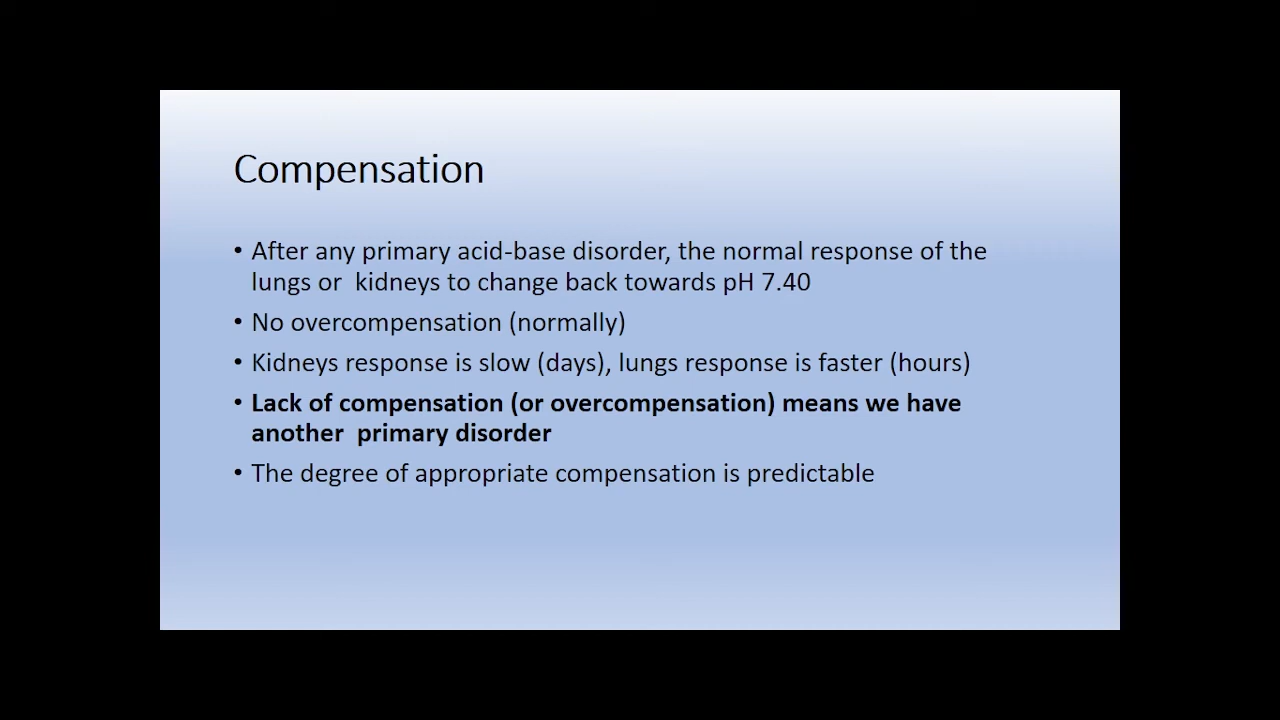 Compensation
• After any primary acid-base disorder, the normal response of the
lungs or  kidneys to change back towards pH 7.40
• No overcompensation (normally)
• Kidneys response is slow (days), lungs response is faster (hours)
• Lack of compensation (or overcompensation) means we have
another  primary disorder
• The degree of appropriate compensation is predictable